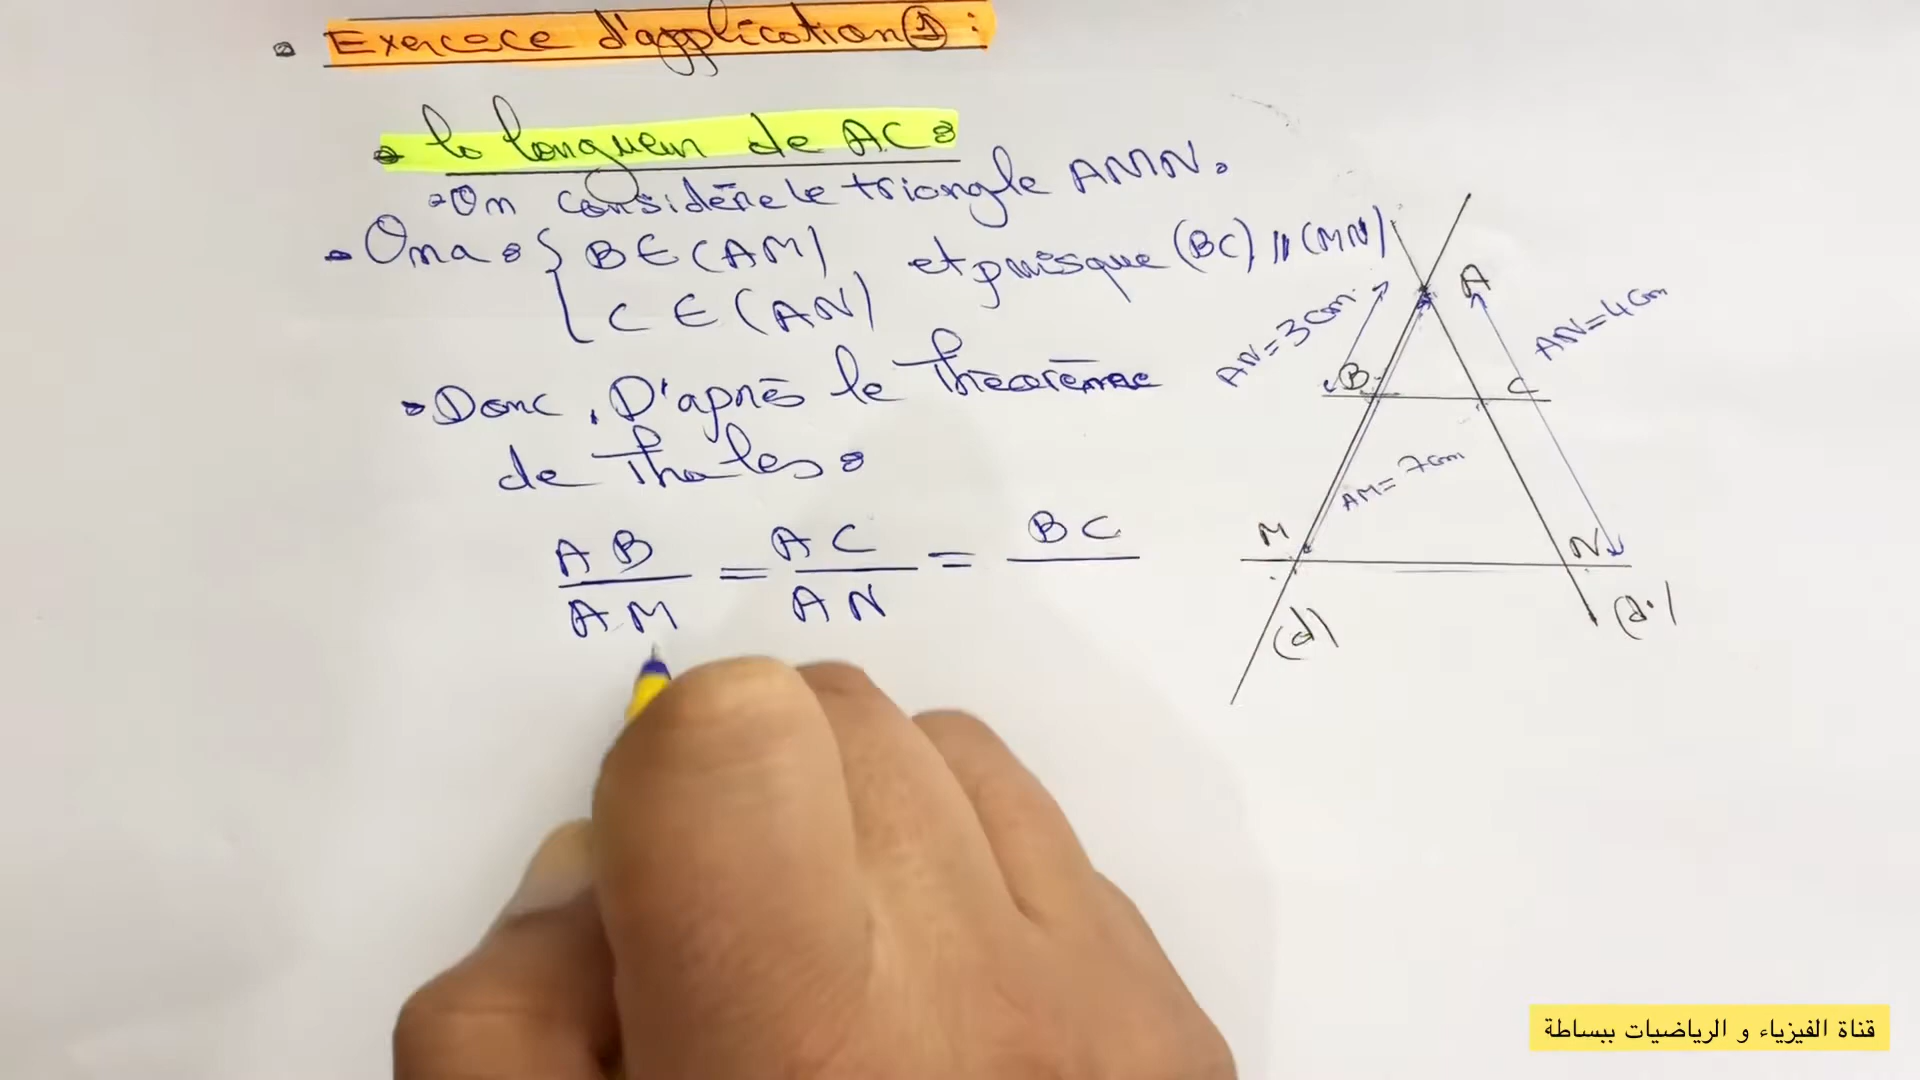 Exercece d'application ① :
la longueur de AC :
On considère le triangle AMN.
On a : { B ∈ (AM) et puisque (BC) // (MN)
C ∈ (AN)
Donc, D'après le théorème
de Thales :
AB / AM = AC / AN = BC /
A
AN=3cm.
AN=4cm
B
C
AM=7cm
M
N
(d)
(d')
قناة الفيزياء و الرياضيات ببساطة